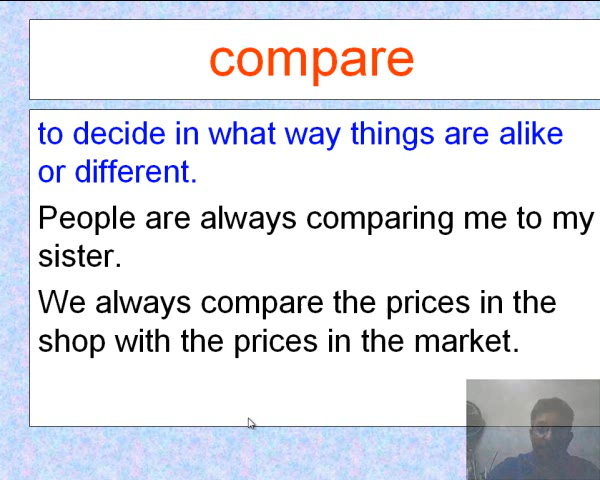 compare
to decide in what way things are alike
or different.
People are always comparing me to my
sister.
We always compare the prices in the
shop with the prices in the market.